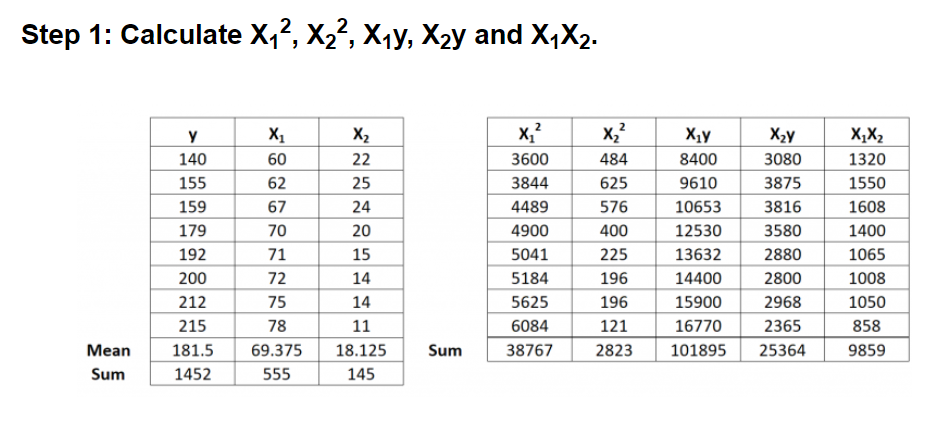 Step 1: Calculate X₁², X₂², X₁y, X₂y and X₁X₂.
y X₁ X₂ X₁² X₂² X₁y X₂y X₁X₂
140 60 22 3600 484 8400 3080 1320
155 62 25 3844 625 9610 3875 1550
159 67 24 4489 576 10653 3816 1608
179 70 20 4900 400 12530 3580 1400
192 71 15 5041 225 13632 2880 1065
200 72 14 5184 196 14400 2800 1008
212 75 14 5625 196 15900 2968 1050
215 78 11 6084 121 16770 2365 858
Mean 181.5 69.375 18.125 Sum 38767 2823 101895 25364 9859
Sum 1452 555 145